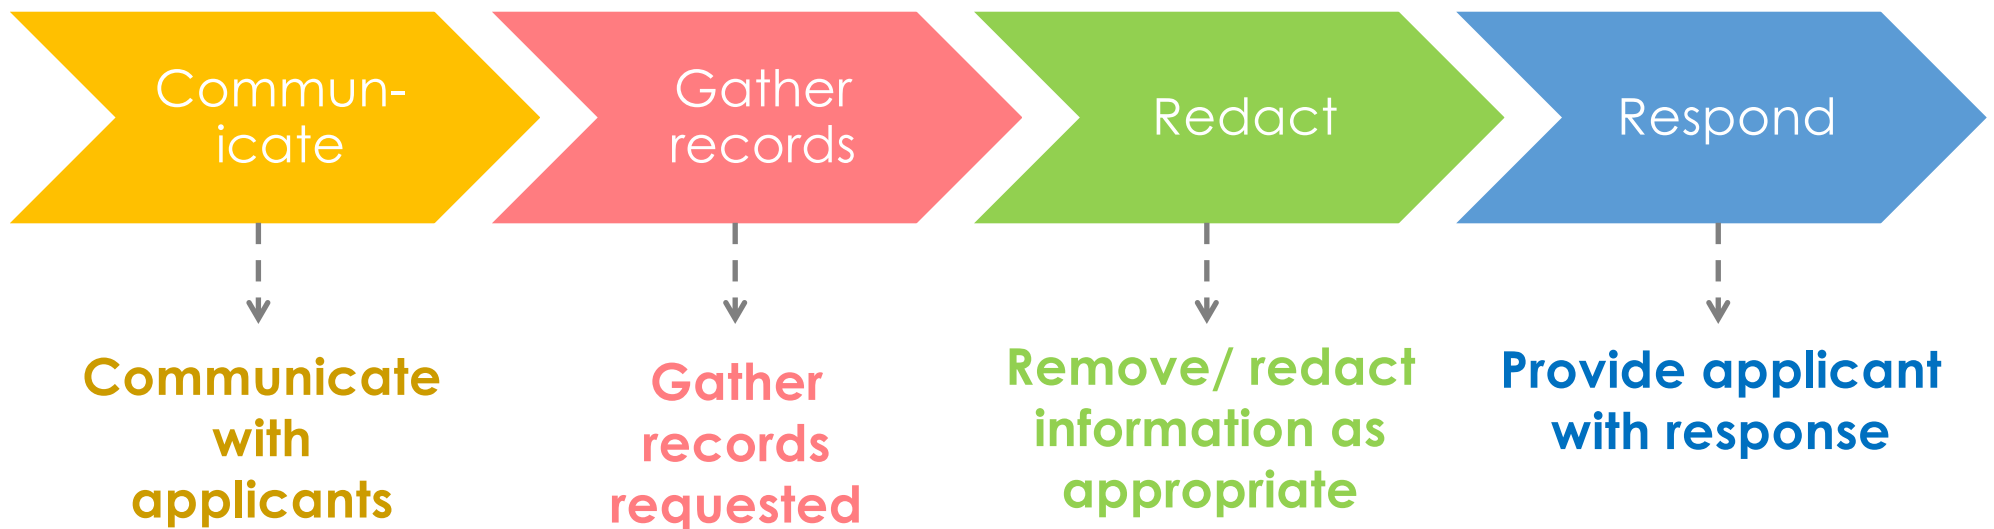 Commun-
icate
Gather
records
Redact
Respond
Communicate
with
applicants
Gather
records
requested
Remove/ redact
information as
appropriate
Provide applicant
with response